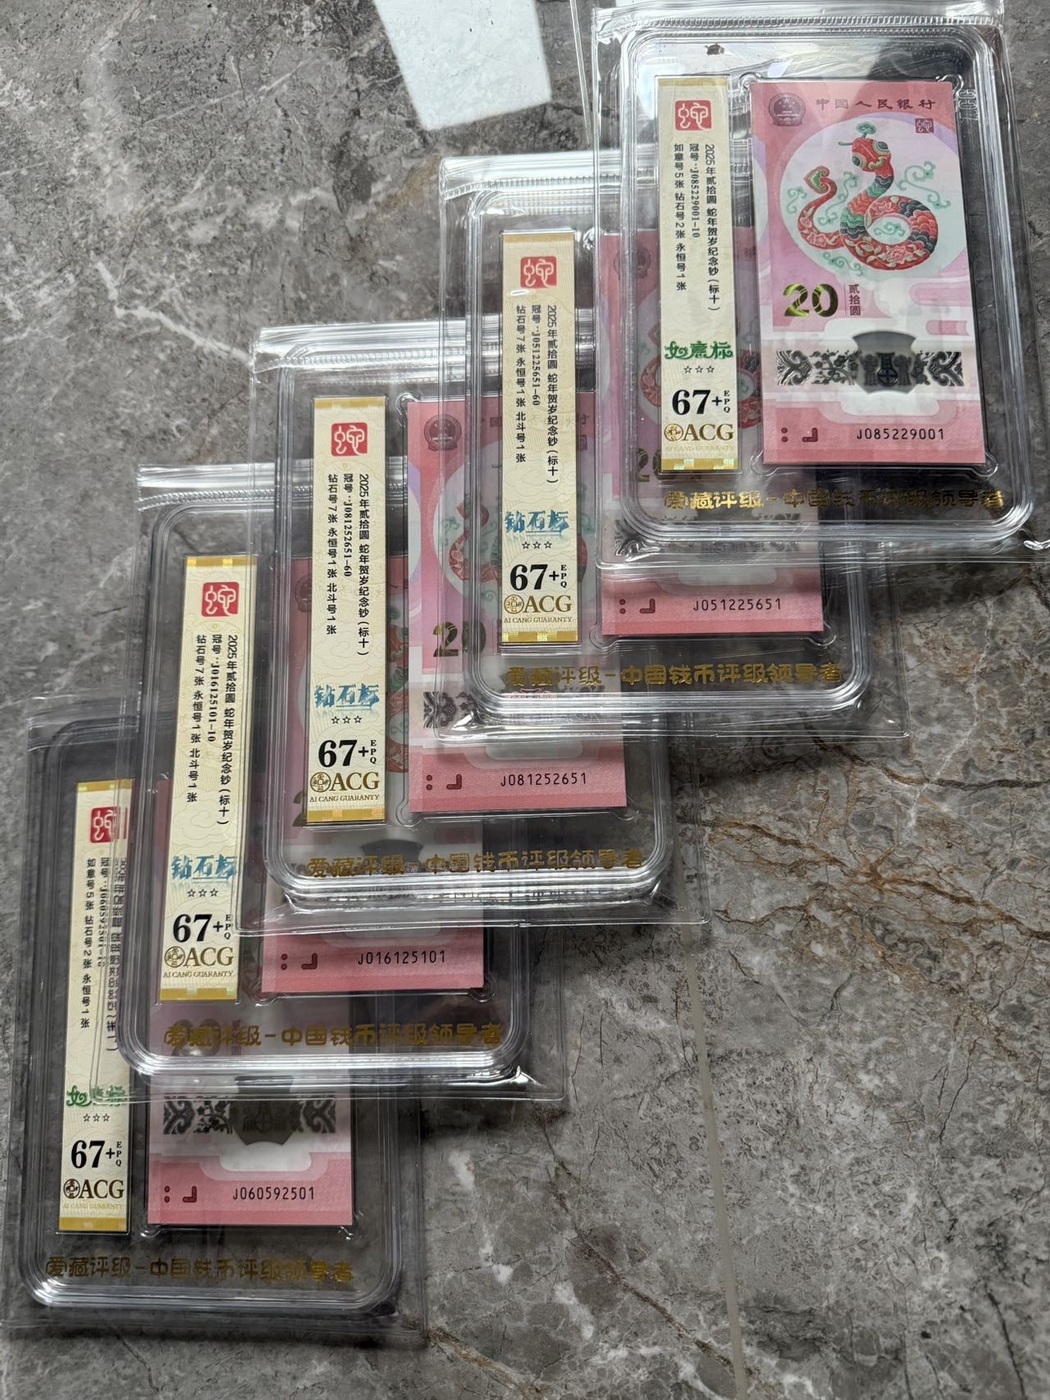 中国人民银行
2025年贰拾圆 蛇年贺岁纪念钞(标十)
冠号:J085229001-10
如意号5张 钻石号2张 永恒号1张
如意标
☆☆☆
67+EPQ
ACG
AI CANG GUARANTY
20
贰拾圆
J085229001
爱藏评级-中国钱币评级领导者
2025年贰拾圆 蛇年贺岁纪念钞(标十)
冠号:J051225651-60
钻石号7张 永恒号1张 北斗号1张
钻石标
☆☆☆
67+EPQ
ACG
AI CANG GUARANTY
J051225651
爱藏评级-中国钱币评级领导者
2025年贰拾圆 蛇年贺岁纪念钞(标十)
冠号:J081252651-60
钻石号7张 永恒号1张 北斗号1张
钻石标
☆☆☆
67+EPQ
ACG
AI CANG GUARANTY
20
J081252651
爱藏评级-中国钱币评级领导者
2025年贰拾圆 蛇年贺岁纪念钞(标十)
冠号:J016125101-10
钻石号7张 永恒号1张 北斗号1张
钻石标
☆☆☆
67+EPQ
ACG
AI CANG GUARANTY
J016125101
爱藏评级-中国钱币评级领导者
如意号5张 钻石号2张 永恒号1张
如意标
☆☆☆
67+EPQ
ACG
AI CANG GUARANTY
J060592501
爱藏评级-中国钱币评级领导者